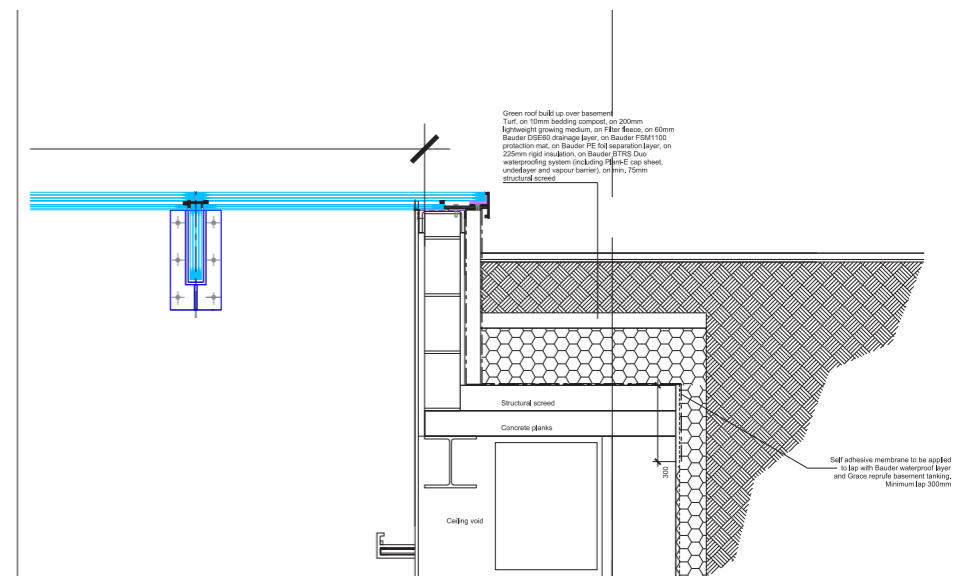 Green roof build up over basement
Turf, on 10mm bedding compost, on 200mm
lightweight growing medium, on Filter fleece, on 60mm
Bauder DSE60 drainage layer, on Bauder FSM1100
protection mat, on Bauder PE foil separation layer, on
225mm rigid insulation, on Bauder BTRS Duo
waterproofing system (including Plant-E cap sheet,
underlayer and vapour barrier), on min. 75mm
structural screed
Structural screed
Concrete planks
300
Self adhesive membrane to be applied
to lap with Bauder waterproof layer
and Grace reprufe basement tanking.
Minimum lap 300mm
Ceiling void